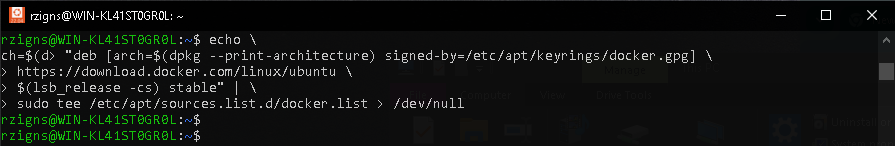 rzigns@WIN-KL41ST0GR0L: ~
rzigns@WIN-KL41ST0GR0L:~$ echo \
ch=$(d> "deb [arch=$(dpkg --print-architecture) signed-by=/etc/apt/keyrings/docker.gpg] \
> https://download.docker.com/linux/ubuntu \
> $(lsb_release -cs) stable" | \
> sudo tee /etc/apt/sources.list.d/docker.list > /dev/null
rzigns@WIN-KL41ST0GR0L:~$
rzigns@WIN-KL41ST0GR0L:~$